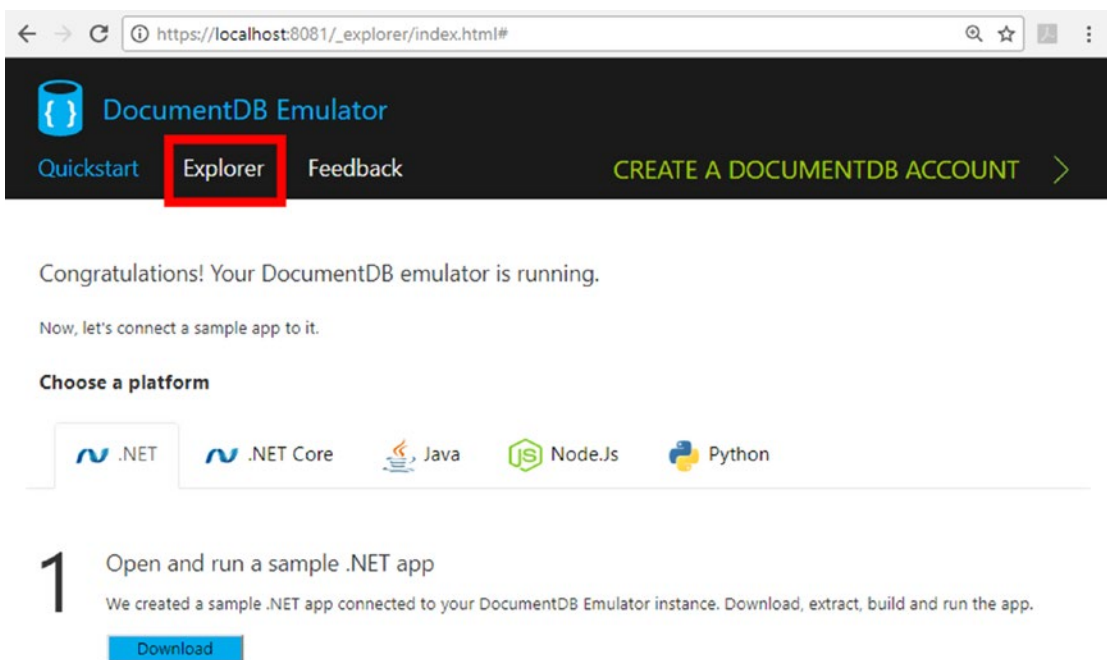 https://localhost:8081/_explorer/index.html#
{ } DocumentDB Emulator
Quickstart Explorer Feedback CREATE A DOCUMENTDB ACCOUNT >
Congratulations! Your DocumentDB emulator is running.
Now, let's connect a sample app to it.
Choose a platform
.NET .NET Core Java JS Node.Js Python
1 Open and run a sample .NET app
We created a sample .NET app connected to your DocumentDB Emulator instance. Download, extract, build and run the app.
Download